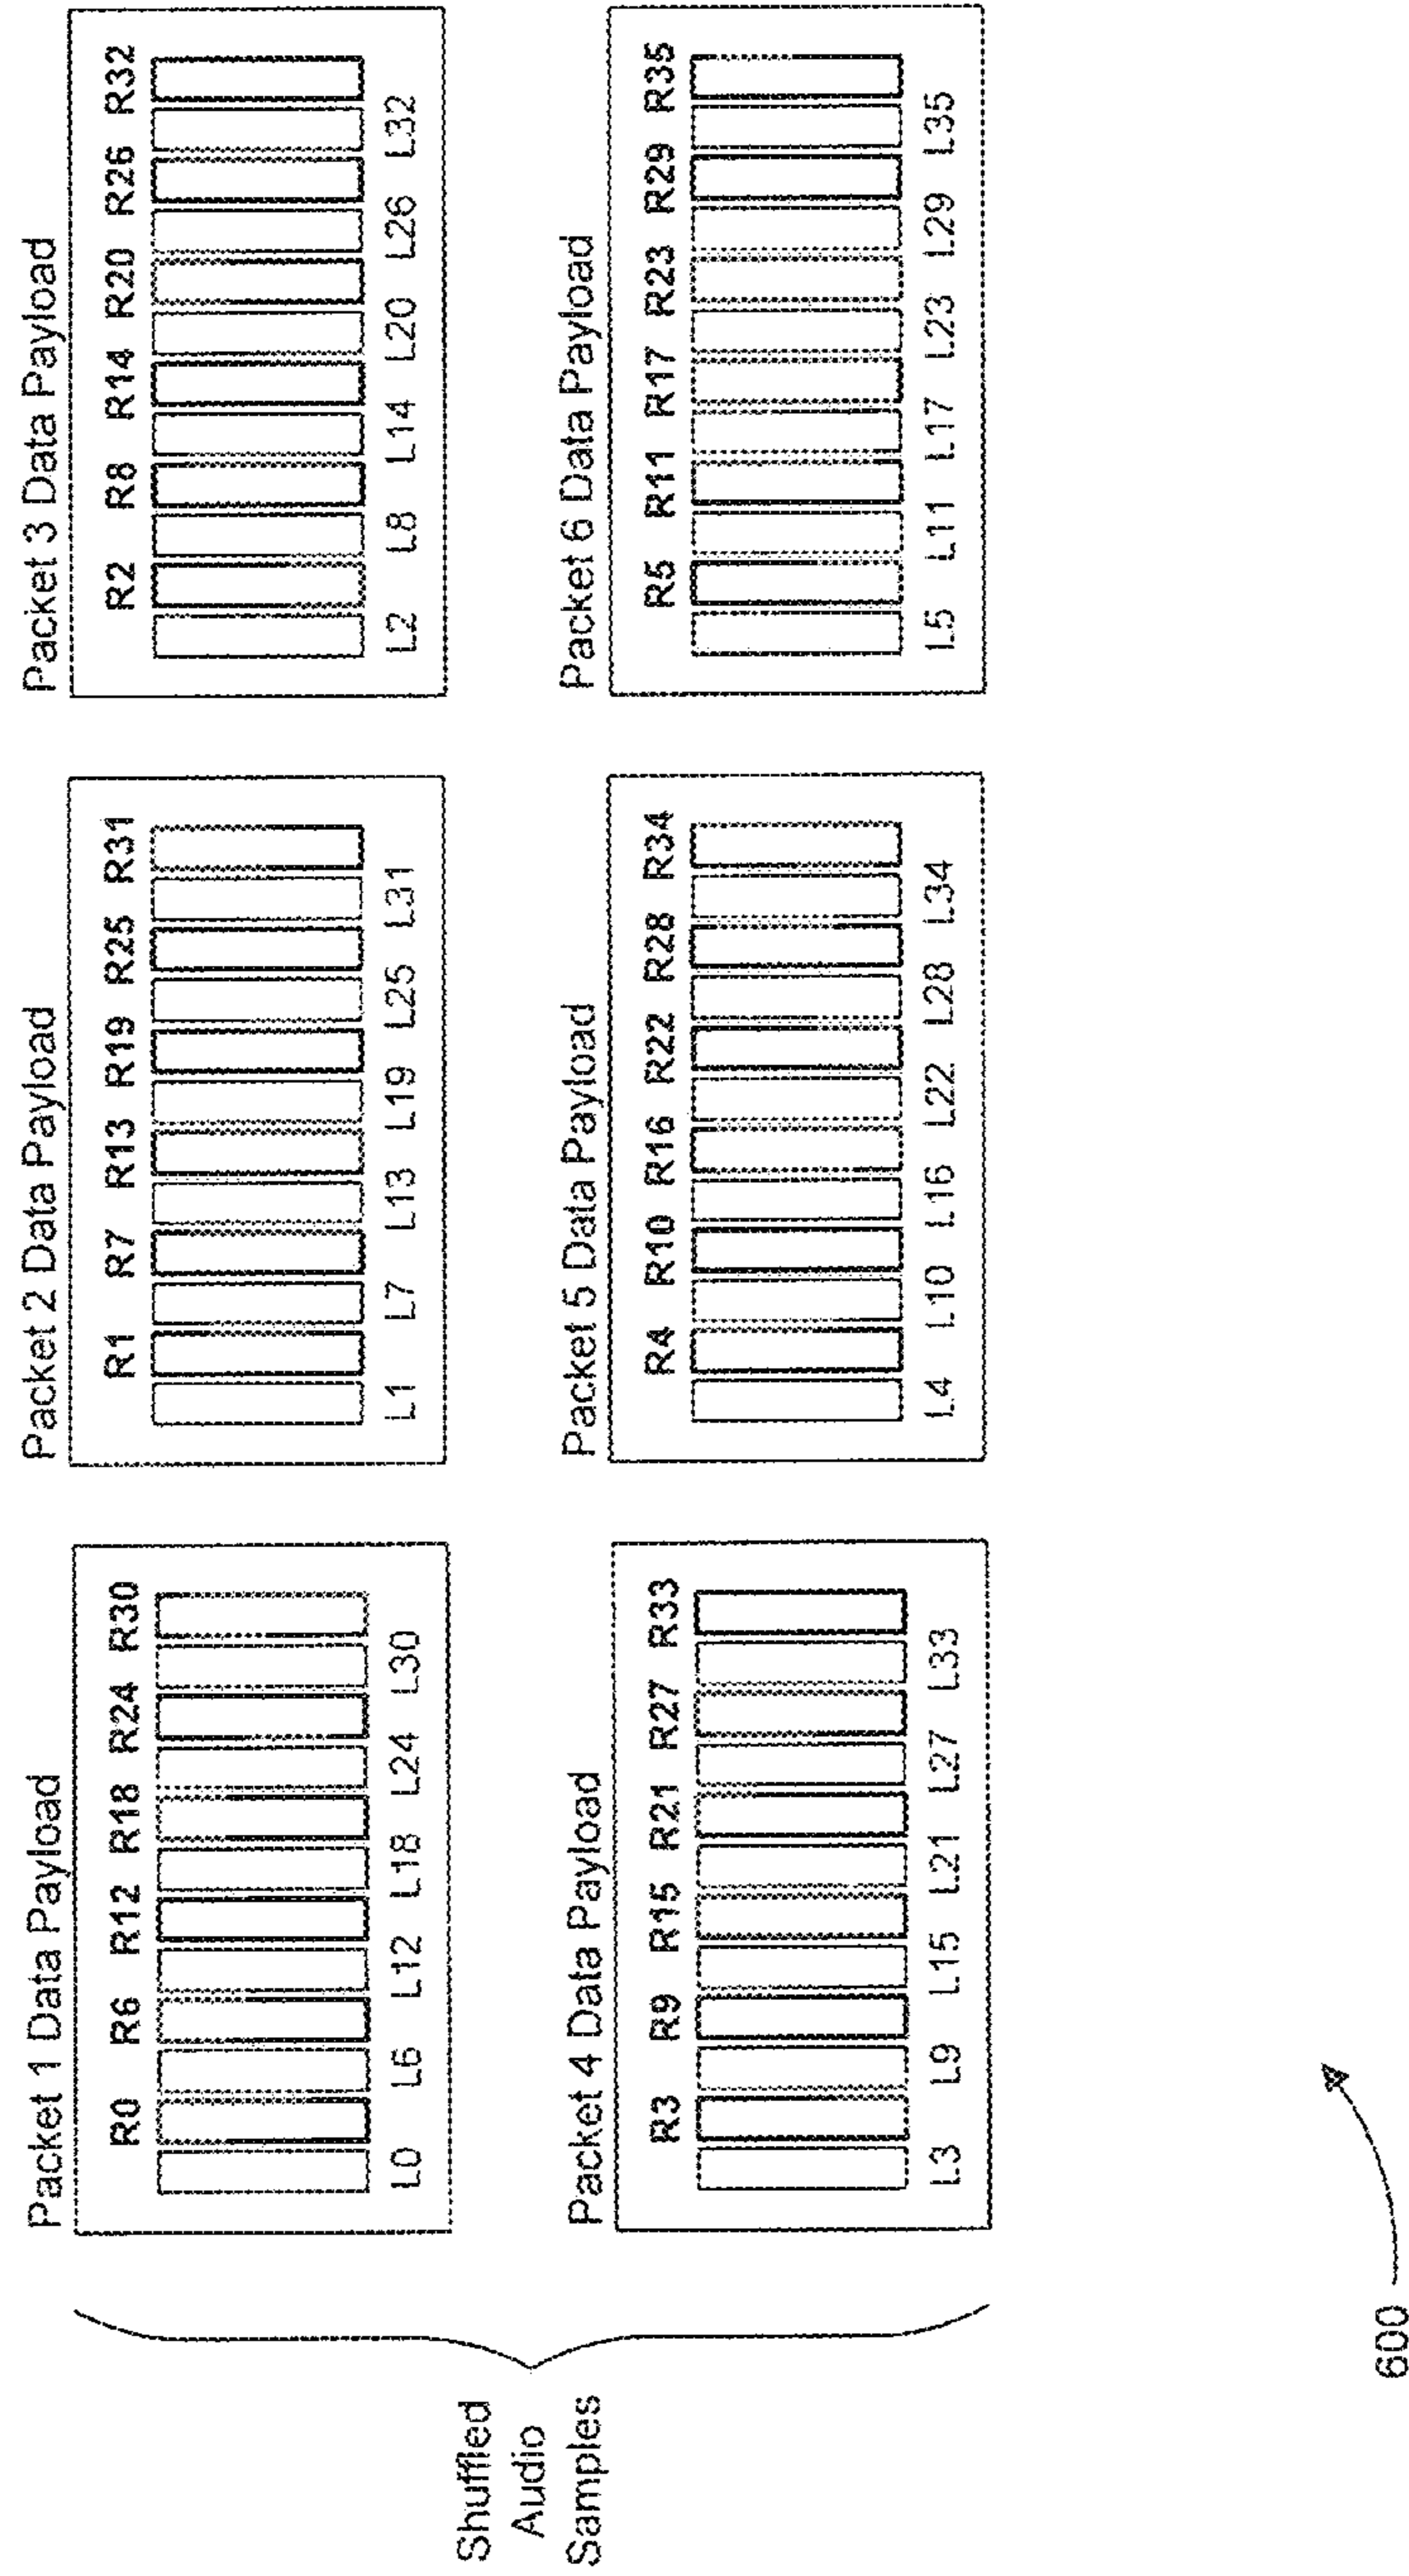 Shuffled
Audio
Samples
Packet 1 Data Payload
R0 R6 R12 R18 R24 R30
L0 L6 L12 L18 L24 L30
Packet 2 Data Payload
R1 R7 R13 R19 R25 R31
L1 L7 L13 L19 L25 L31
Packet 3 Data Payload
R2 R8 R14 R20 R26 R32
L2 L8 L14 L20 L26 L32
Packet 4 Data Payload
R3 R9 R15 R21 R27 R33
L3 L9 L15 L21 L27 L33
Packet 5 Data Payload
R4 R10 R16 R22 R28 R34
L4 L10 L16 L22 L28 L34
Packet 6 Data Payload
R5 R11 R17 R23 R29 R35
L5 L11 L17 L23 L29 L35
600